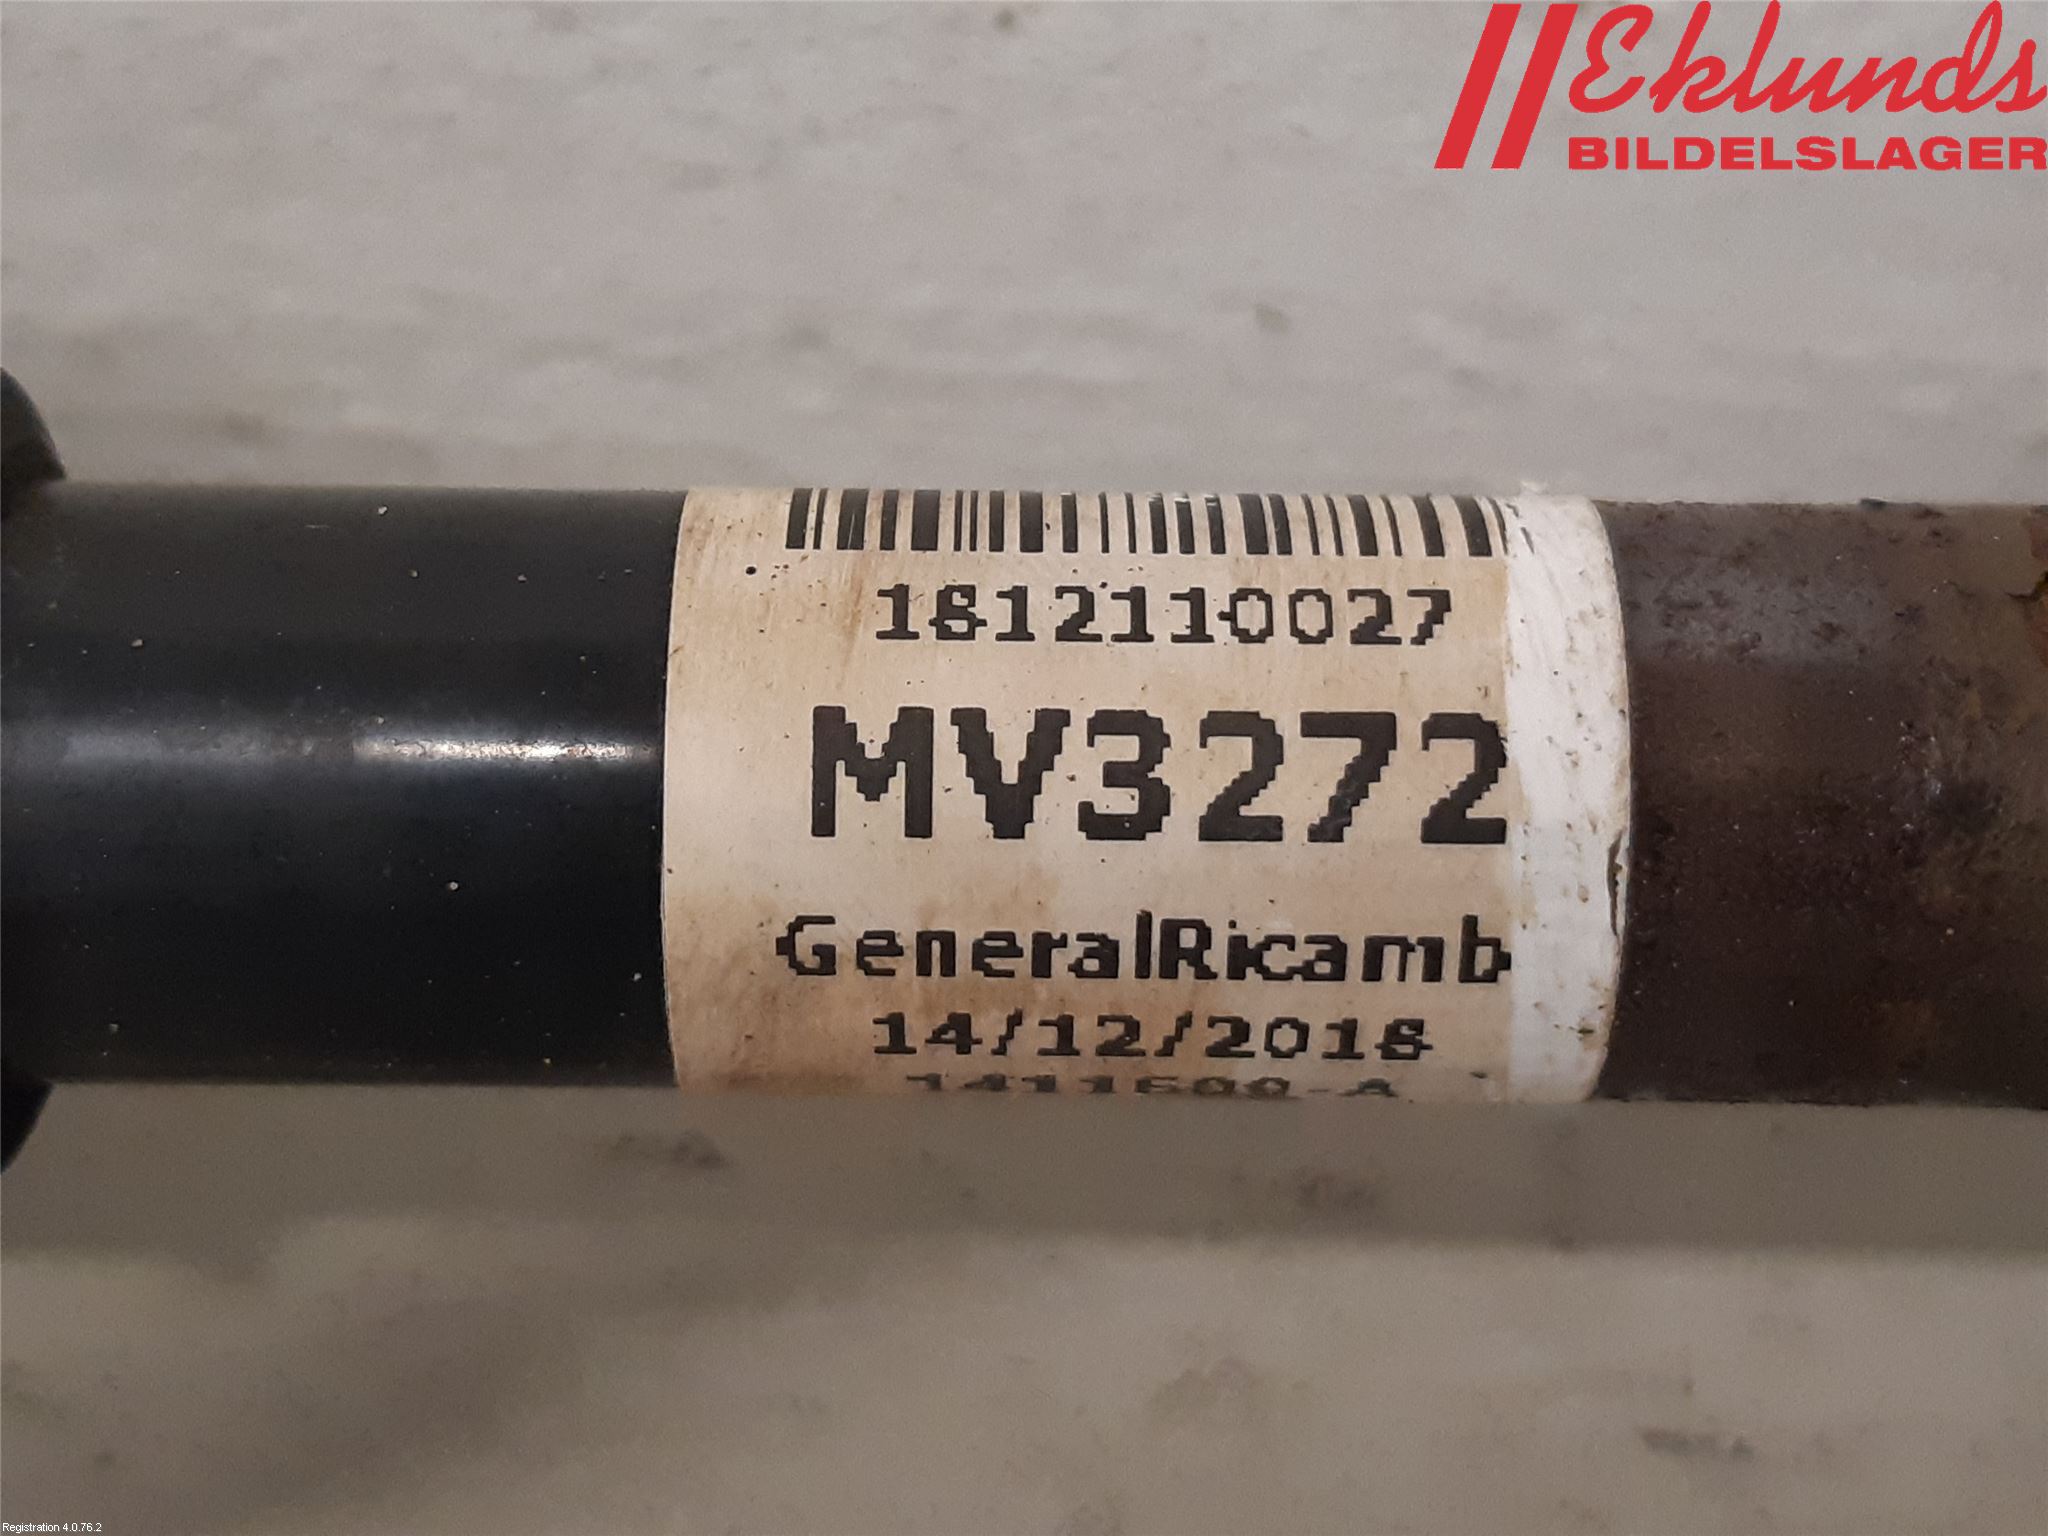 Eklunds
BILDELSLAGER
1812110027
MV3272
GeneralRicamb
14/12/2018
Registration 4.0.76.2